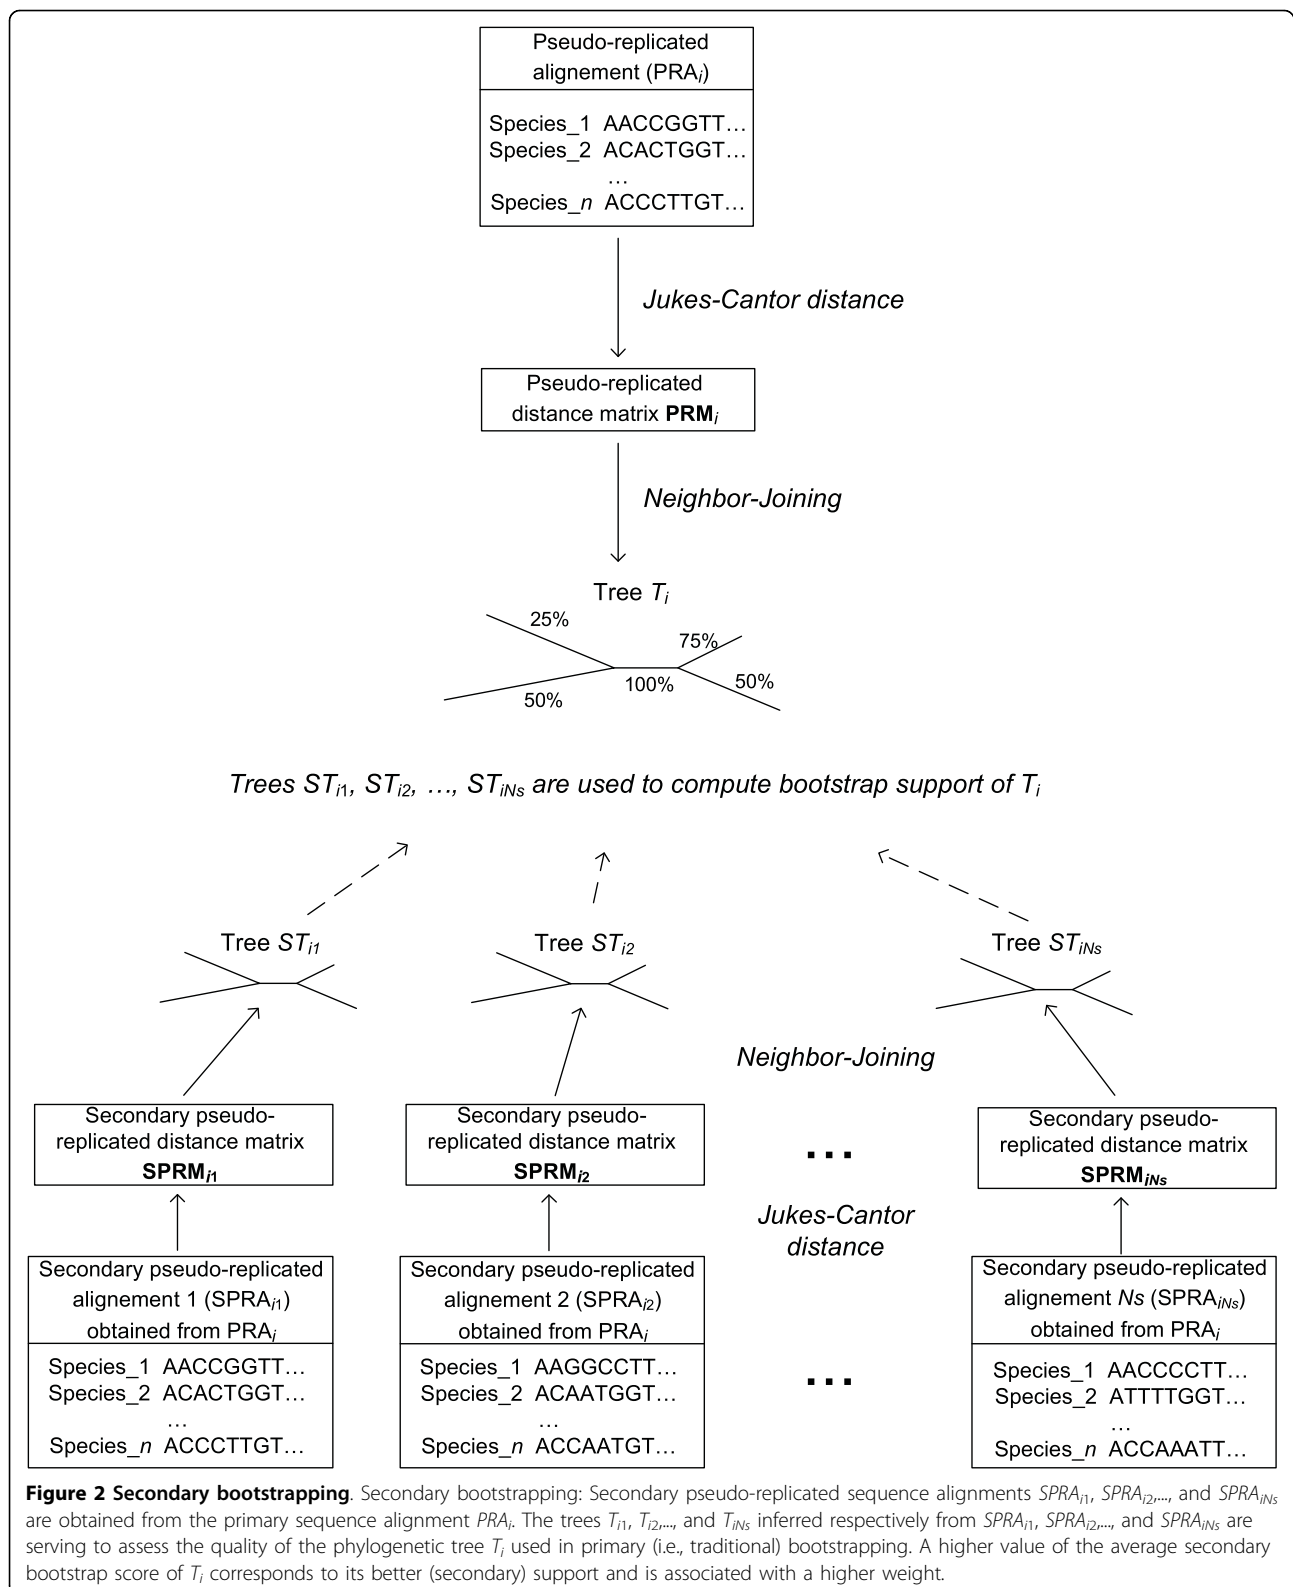 Pseudo-replicated
alignement (PRAi)
Species_1 AACCGGTT…
Species_2 ACACTGGT…
…
Species_n ACCCTTGT…
Jukes-Cantor distance
Pseudo-replicated
distance matrix PRMi
Neighbor-Joining
Tree Ti
25%
75%
50%
100%
50%
Trees STi1, STi2, …, STiNs are used to compute bootstrap support of Ti
Tree STi1
Tree STi2
Tree STiNs
Neighbor-Joining
Secondary pseudo-
replicated distance matrix
SPRMi1
Secondary pseudo-
replicated distance matrix
SPRMi2
…
Secondary pseudo-
replicated distance matrix
SPRMiNs
Jukes-Cantor
distance
Secondary pseudo-replicated
alignement 1 (SPRAi1)
obtained from PRAi
Species_1 AACCGGTT…
Species_2 ACACTGGT…
…
Species_n ACCCTTGT…
Secondary pseudo-replicated
alignement 2 (SPRAi2)
obtained from PRAi
Species_1 AAGGCCTT…
Species_2 ACAATGGT…
…
Species_n ACCAATGT…
…
Secondary pseudo-replicated
alignement Ns (SPRAiNs)
obtained from PRAi
Species_1 AACCCCTT…
Species_2 ATTTTGGT…
…
Species_n ACCAAATT…
Figure 2 Secondary bootstrapping. Secondary bootstrapping: Secondary pseudo-replicated sequence alignments SPRAi1, SPRAi2,..., and SPRAiNs
are obtained from the primary sequence alignment PRAi. The trees Ti1, Ti2,..., and TiNs inferred respectively from SPRAi1, SPRAi2,..., and SPRAiNs are
serving to assess the quality of the phylogenetic tree Ti used in primary (i.e., traditional) bootstrapping. A higher value of the average secondary
bootstrap score of Ti corresponds to its better (secondary) support and is associated with a higher weight.